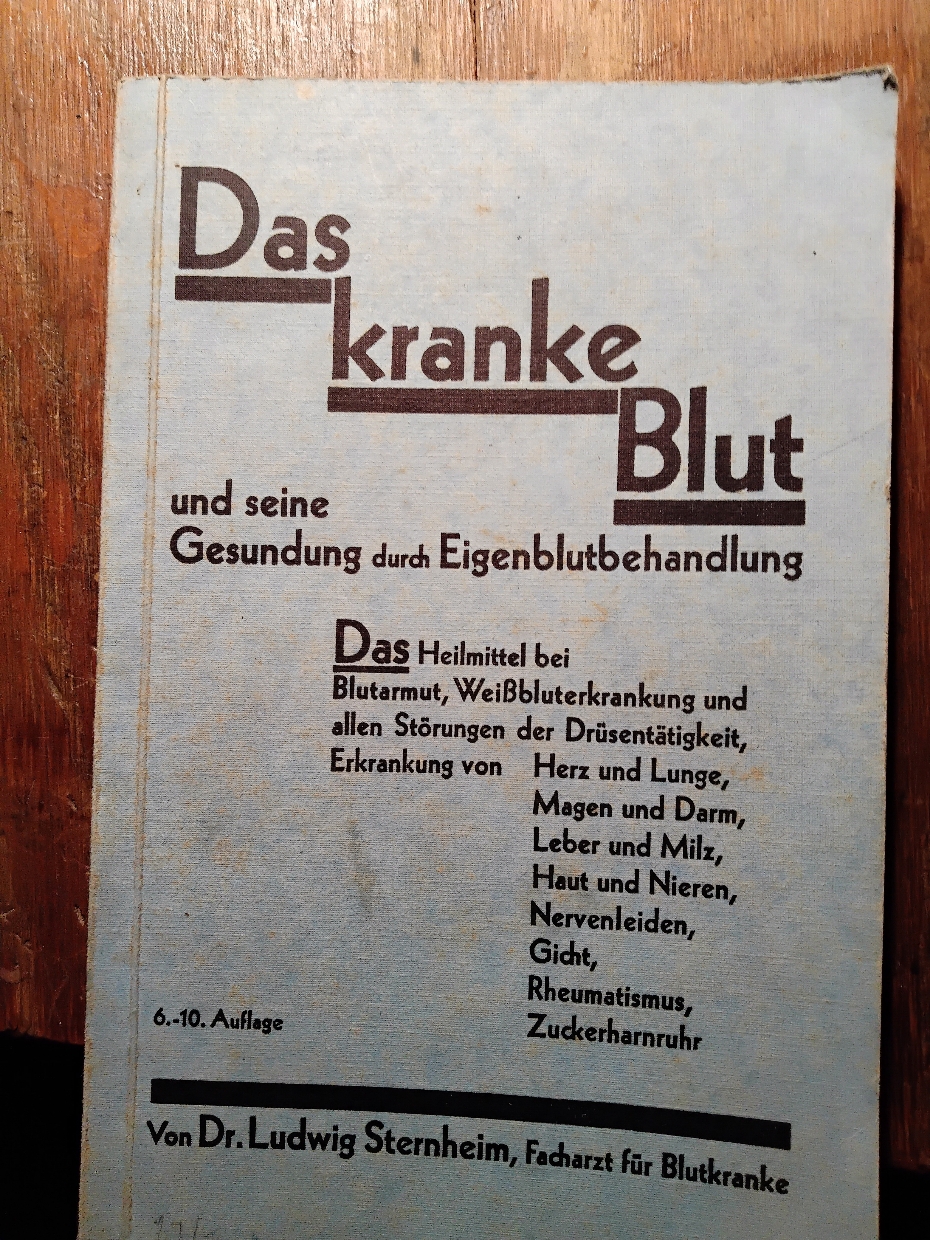 Das
kranke
Blut
und seine
Gesundung durch Eigenblutbehandlung
Das Heilmittel bei
Blutarmut, Weißbluterkrankung und
allen Störungen der Drüsentätigkeit,
Erkrankung von Herz und Lunge,
Magen und Darm,
Leber und Milz,
Haut und Nieren,
Nervenleiden,
Gicht,
Rheumatismus,
Zuckerharnruhr
6.-10. Auflage
Von Dr. Ludwig Sternheim, Facharzt für Blutkranke